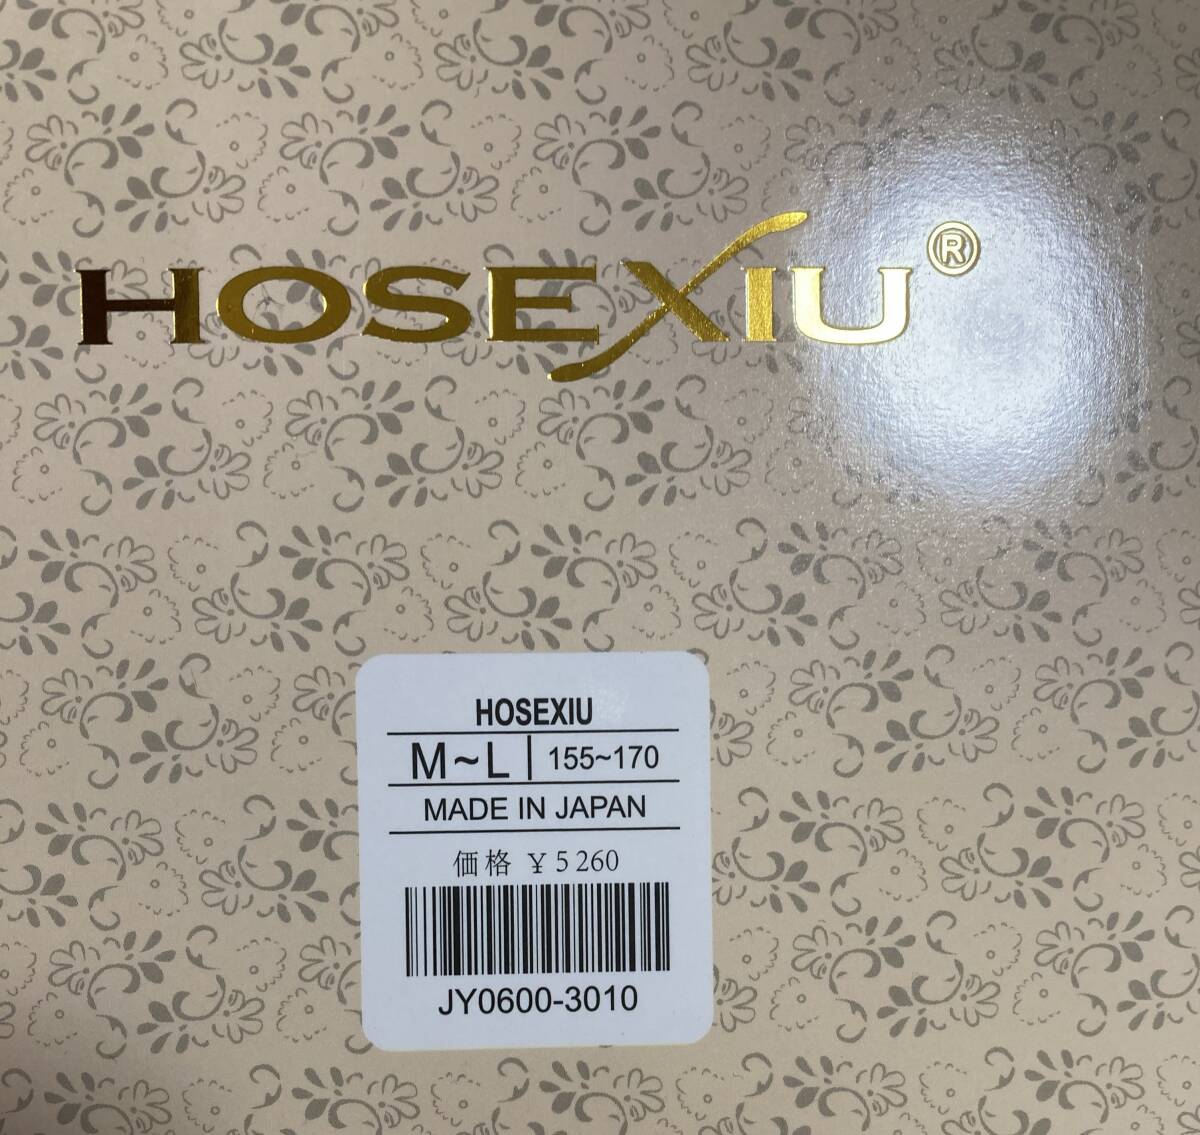 HOSEXIU®
HOSEXIU
M~L | 155~170
MADE IN JAPAN
価格 ¥5260
JY0600-3010